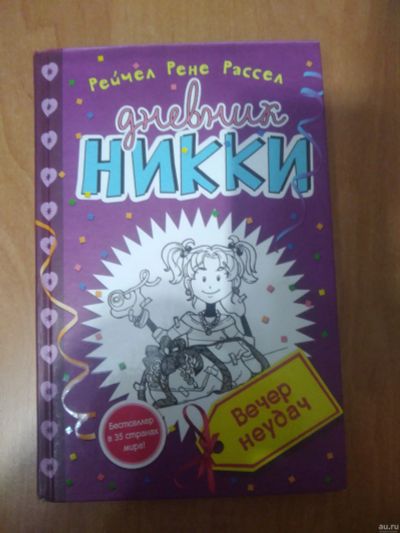 Рейчел Рене Рассел
дневник
НИККИ
Вечер
неудач
Бестселлер
в 35 странах
мира!
au.ru